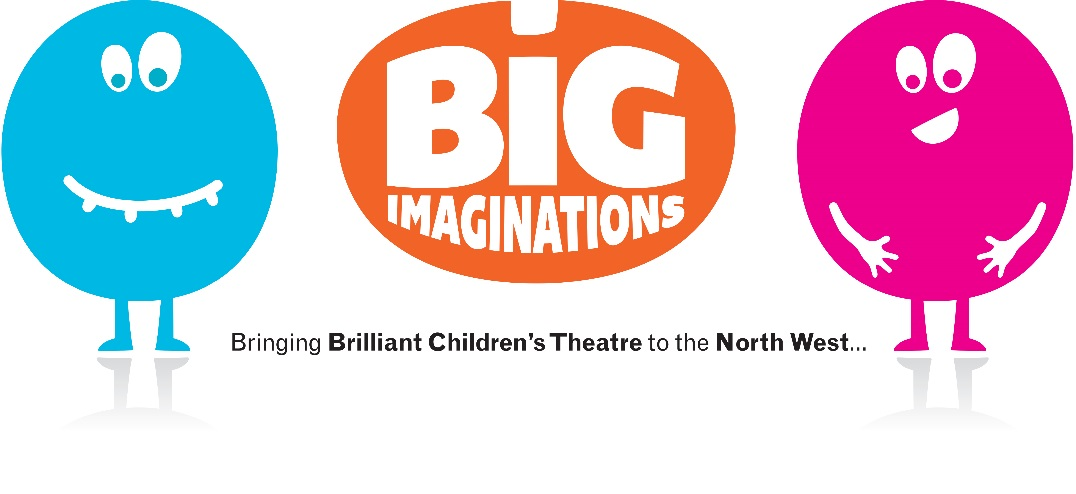 BiG
IMAGINATIONS
Bringing Brilliant Children's Theatre to the North West...